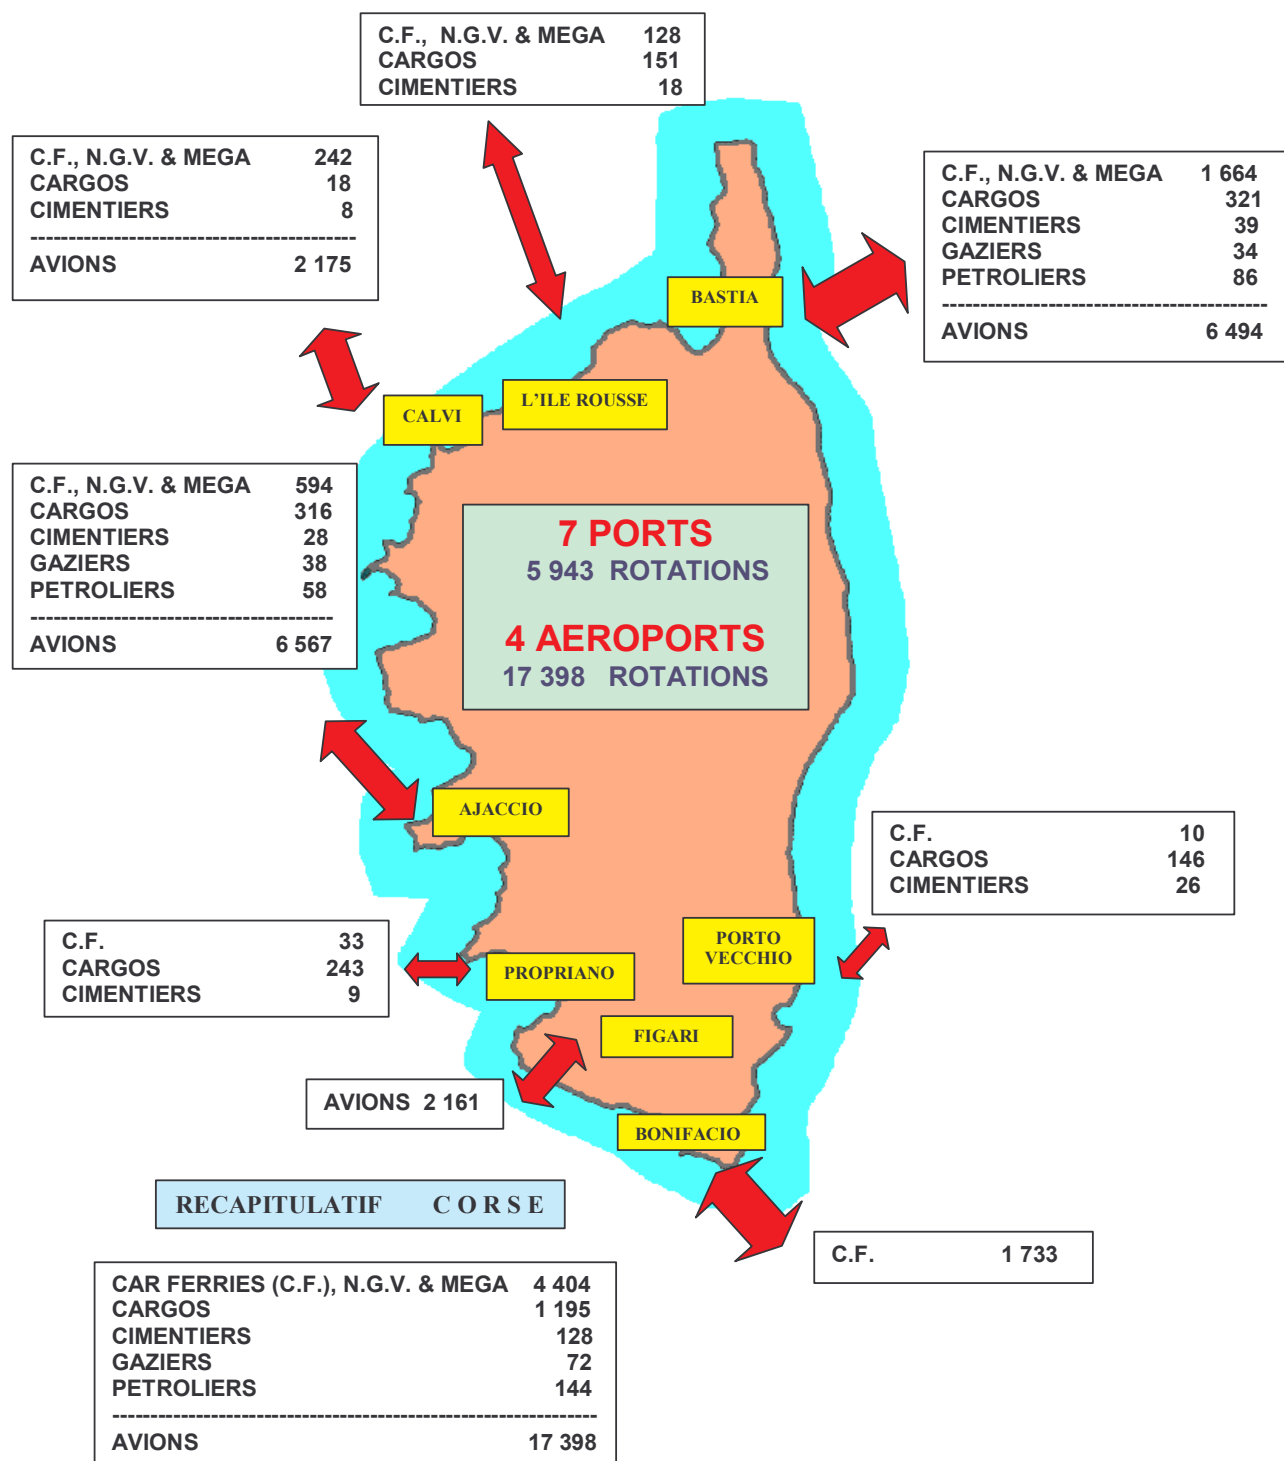 C.F., N.G.V. & MEGA 128
CARGOS 151
CIMENTIERS 18
C.F., N.G.V. & MEGA 242
CARGOS 18
CIMENTIERS 8
------------------------------------------
AVIONS 2 175
C.F., N.G.V. & MEGA 1 664
CARGOS 321
CIMENTIERS 39
GAZIERS 34
PETROLIERS 86
------------------------------------------
AVIONS 6 494
BASTIA
L'ILE ROUSSE
CALVI
C.F., N.G.V. & MEGA 594
CARGOS 316
CIMENTIERS 28
GAZIERS 38
PETROLIERS 58
------------------------------------------
AVIONS 6 567
7 PORTS
5 943 ROTATIONS
4 AEROPORTS
17 398 ROTATIONS
AJACCIO
C.F. 10
CARGOS 146
CIMENTIERS 26
C.F. 33
CARGOS 243
CIMENTIERS 9
PROPRIANO
PORTO
VECCHIO
FIGARI
AVIONS 2 161
BONIFACIO
RECAPITULATIF C O R S E
C.F. 1 733
CAR FERRIES (C.F.), N.G.V. & MEGA 4 404
CARGOS 1 195
CIMENTIERS 128
GAZIERS 72
PETROLIERS 144
----------------------------------------------------------------
AVIONS 17 398